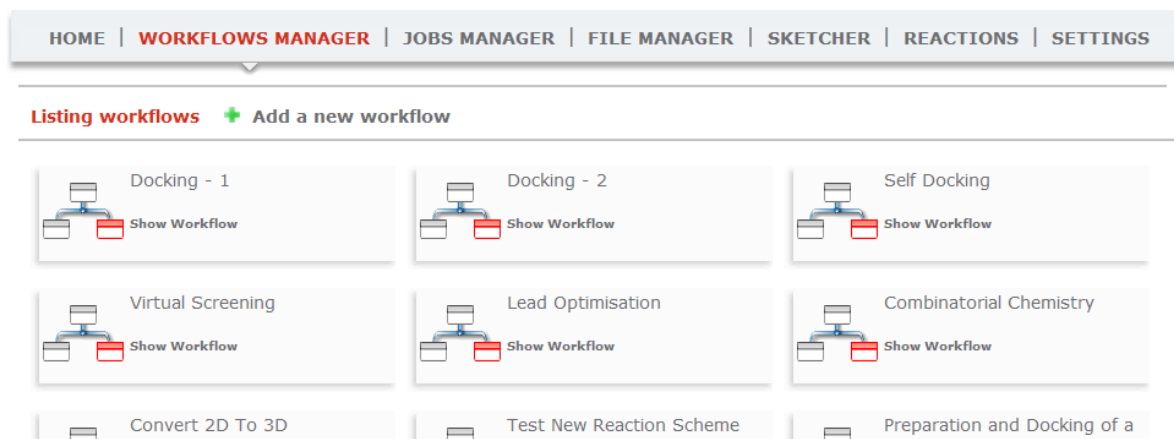 HOME | WORKFLOWS MANAGER | JOBS MANAGER | FILE MANAGER | SKETCHER | REACTIONS | SETTINGS
Listing workflows Add a new workflow
Docking - 1
Show Workflow
Docking - 2
Show Workflow
Self Docking
Show Workflow
Virtual Screening
Show Workflow
Lead Optimisation
Show Workflow
Combinatorial Chemistry
Show Workflow
Convert 2D To 3D
Test New Reaction Scheme
Preparation and Docking of a